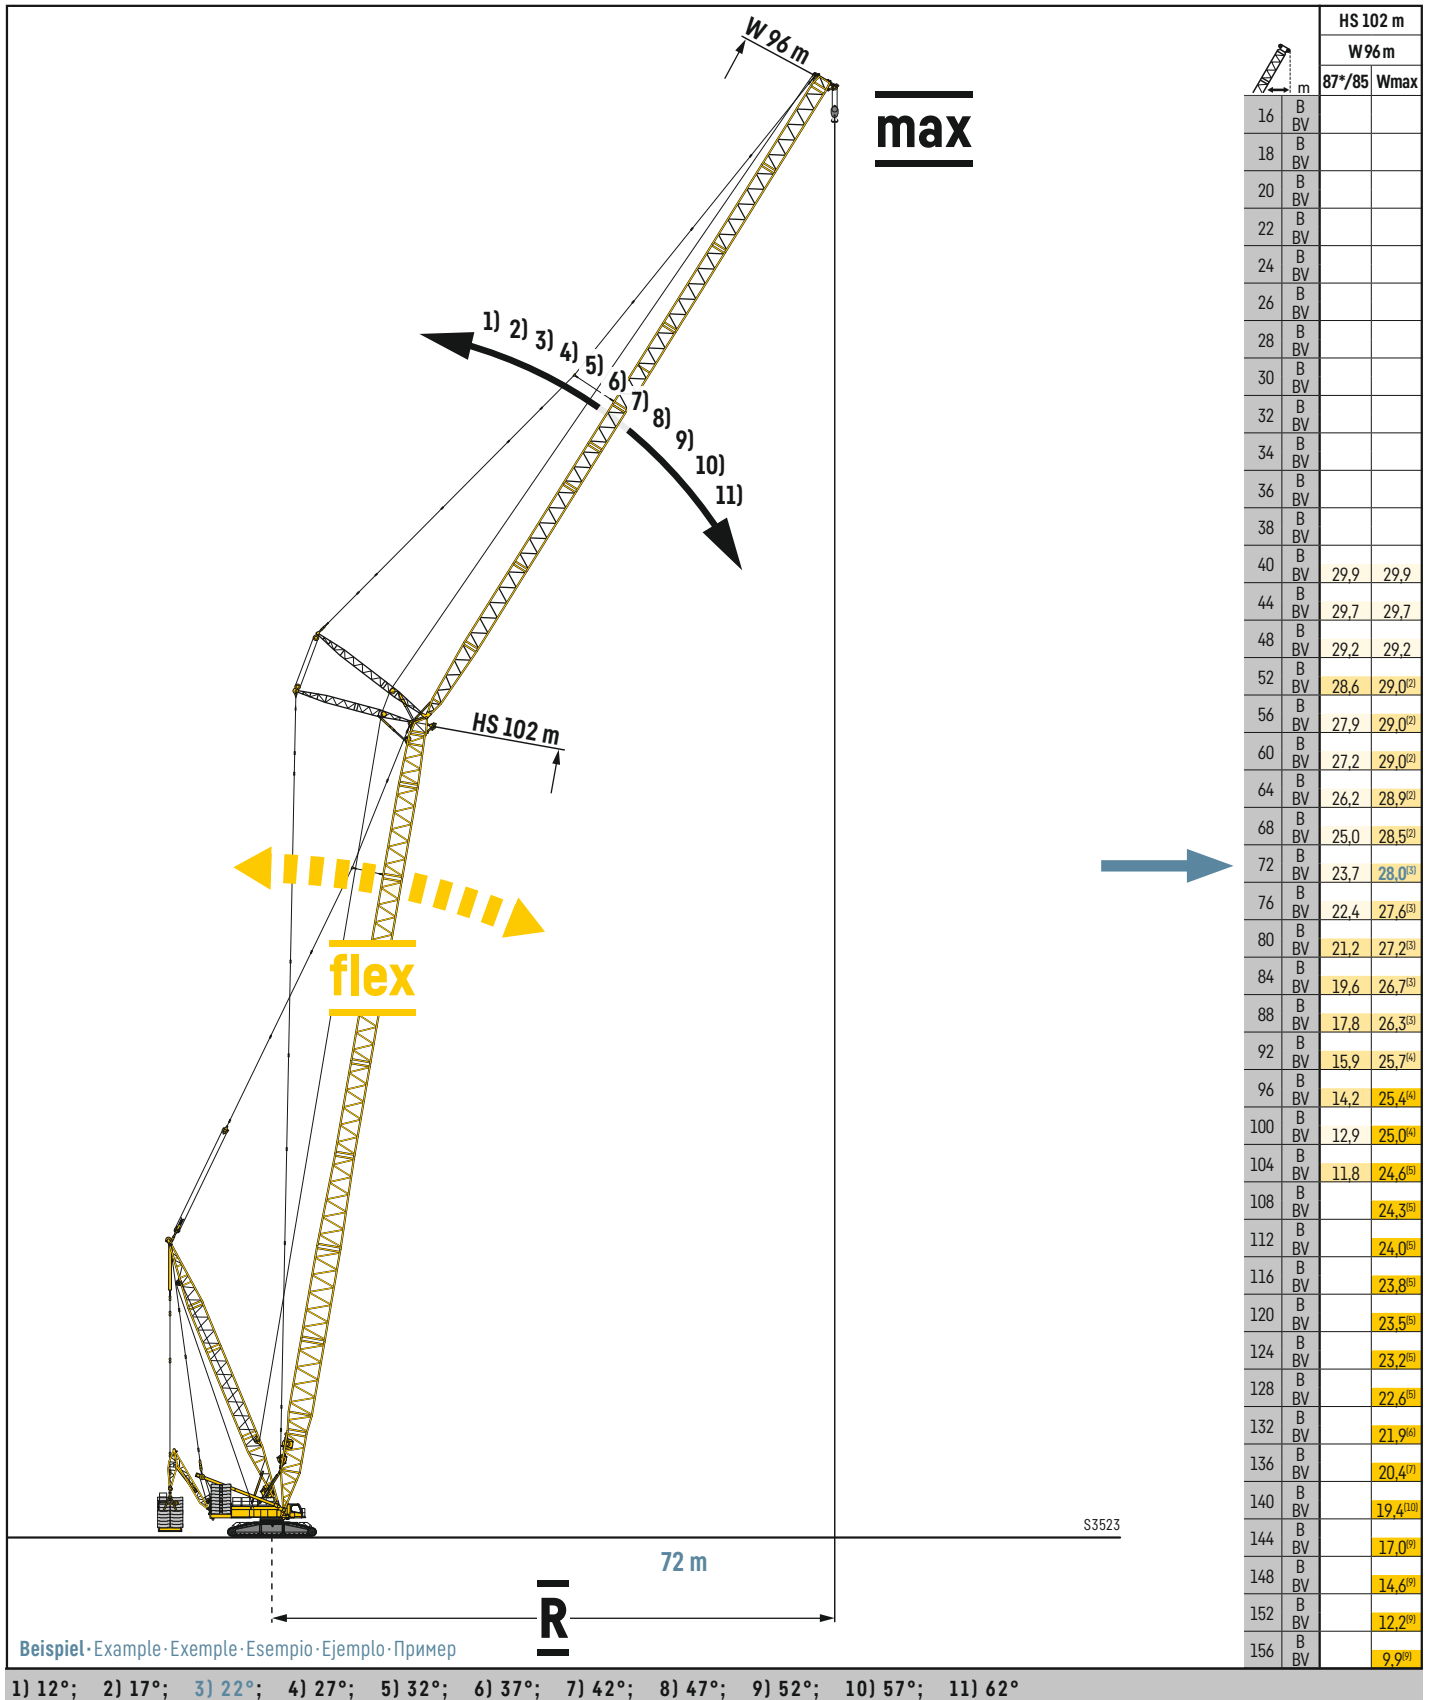 HS 102 m
W 96 m
m 87*/85 Wmax
16 B
BV
18 B
BV
20 B
BV
22 B
BV
24 B
BV
26 B
BV
28 B
BV
30 B
BV
32 B
BV
34 B
BV
36 B
BV
38 B
BV
40 B
BV 29,9 29,9
44 B
BV 29,7 29,7
48 B
BV 29,2 29,2
52 B
BV 28,6 29,0(2)
56 B
BV 27,9 29,0(2)
60 B
BV 27,2 29,0(2)
64 B
BV 26,2 28,9(2)
68 B
BV 25,0 28,5(2)
72 B
BV 23,7 28,0(3)
76 B
BV 22,4 27,6(3)
80 B
BV 21,2 27,2(3)
84 B
BV 19,6 26,7(3)
88 B
BV 17,8 26,3(3)
92 B
BV 15,9 25,7(4)
96 B
BV 14,2 25,4(4)
100 B
BV 12,9 25,0(4)
104 B
BV 11,8 24,6(5)
108 B
BV 24,3(5)
112 B
BV 24,0(5)
116 B
BV 23,8(5)
120 B
BV 23,5(5)
124 B
BV 23,2(5)
128 B
BV 22,6(5)
132 B
BV 21,9(6)
136 B
BV 20,4(7)
140 B
BV 19,4(10)
144 B
BV 17,0(9)
148 B
BV 14,6(9)
152 B
BV 12,2(9)
156 B
BV 9,9(9)
W 96 m
max
1) 2) 3) 4) 5) 6) 7) 8) 9) 10) 11)
HS 102 m
flex
S3523
72 m
R
Beispiel · Example · Exemple · Esempio · Ejemplo · Пример
1) 12°; 2) 17°; 3) 22°; 4) 27°; 5) 32°; 6) 37°; 7) 42°; 8) 47°; 9) 52°; 10) 57°; 11) 62°